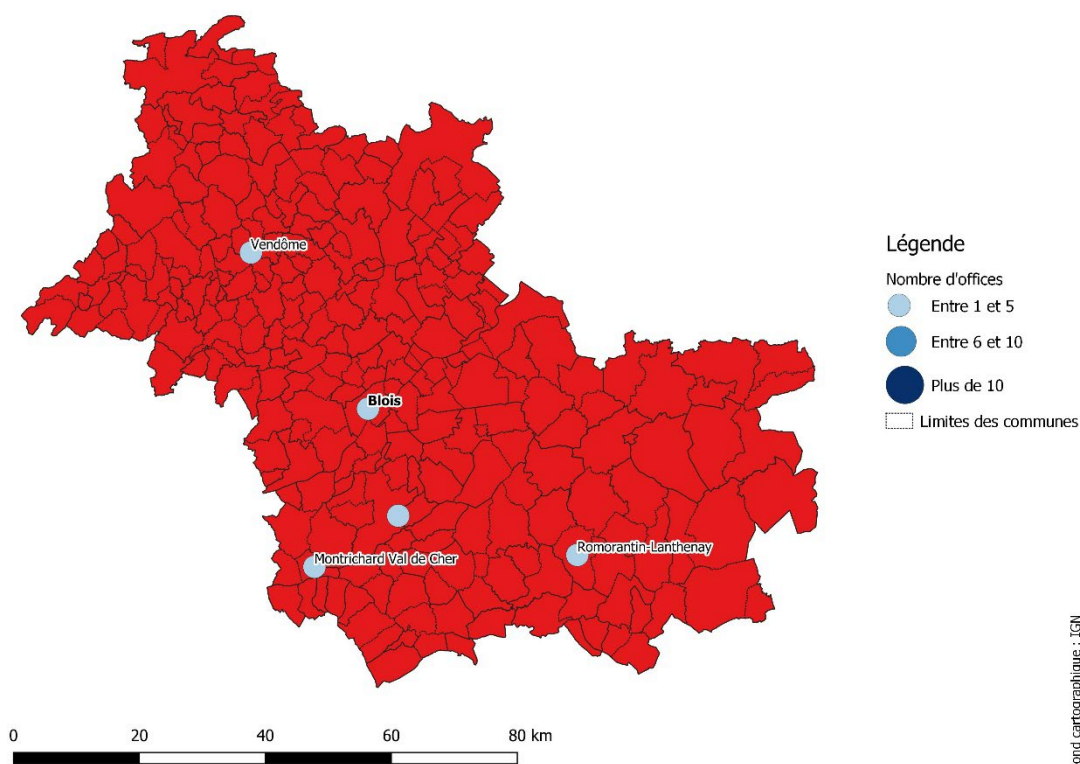 Vendôme
Blois
Montrichard Val de Cher
Romorantin-Lanthenay
Légende
Nombre d'offices
Entre 1 et 5
Entre 6 et 10
Plus de 10
Limites des communes
0 20 40 60 80 km
ond cartographique : IGN